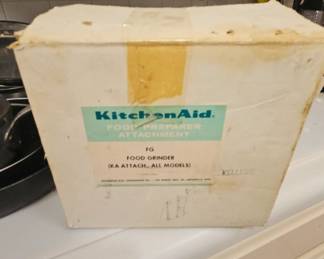 KitchenAid®
FOOD PREPARER
ATTACHMENT
FG
FOOD GRINDER
(KA ATTACH., ALL MODELS)